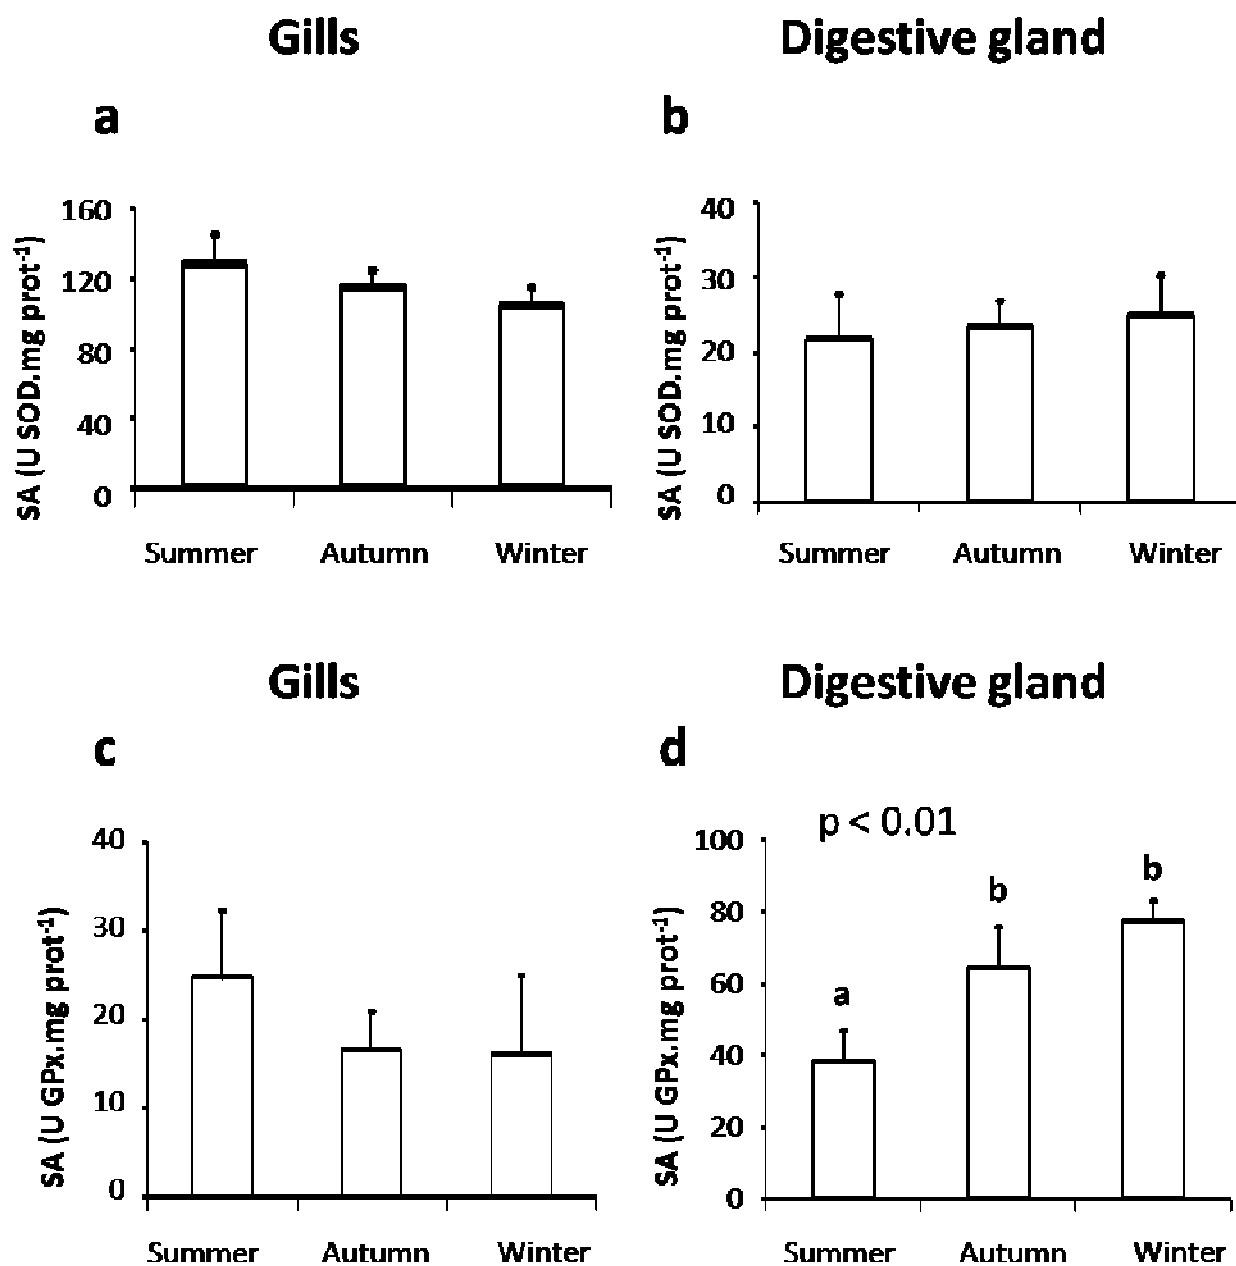 Gills
a
SA (U SOD.mg prot⁻¹)
160
120
80
40
0
Summer Autumn Winter
Digestive gland
b
SA (U SOD.mg prot⁻¹)
40
30
20
10
0
Summer Autumn Winter
Gills
c
SA (U GPx.mg prot⁻¹)
40
30
20
10
0
Summer Autumn Winter
Digestive gland
d
p < 0.01
SA (U GPx.mg prot⁻¹)
100
80
60
40
20
0
a
b
b
Summer Autumn Winter